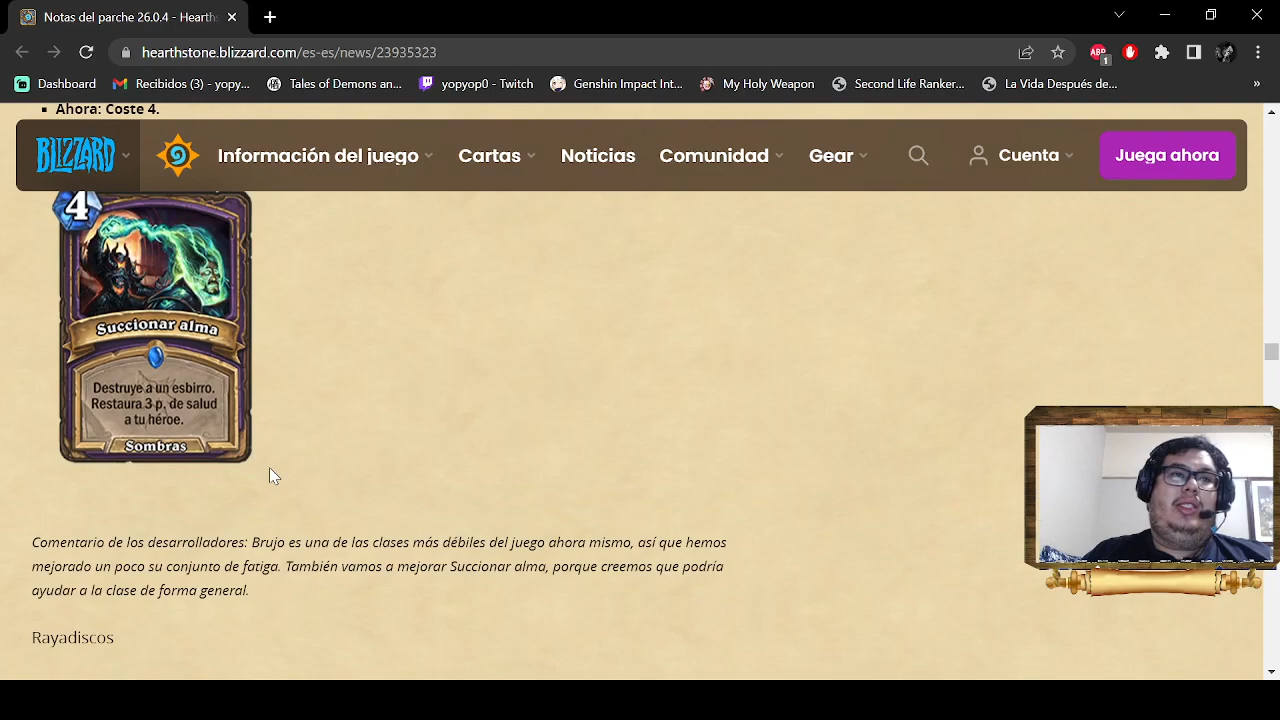 Notas del parche 26.0.4 - Hearths
hearthstone.blizzard.com/es-es/news/23935323
ABP
1
Dashboard
Recibidos (3) - yopy...
Tales of Demons an...
yopyop0 - Twitch
Genshin Impact Int...
My Holy Weapon
Second Life Ranker...
La Vida Después de...
»
Ahora: Coste 4.
BLIZZARD
Información del juego
Cartas
Noticias
Comunidad
Gear
Cuenta
Juega ahora
4
Succionar alma
Destruye a un esbirro.
Restaura 3 p. de salud
a tu héroe.
Sombras
Comentario de los desarrolladores: Brujo es una de las clases más débiles del juego ahora mismo, así que hemos
mejorado un poco su conjunto de fatiga. También vamos a mejorar Succionar alma, porque creemos que podría
ayudar a la clase de forma general.
Rayadiscos